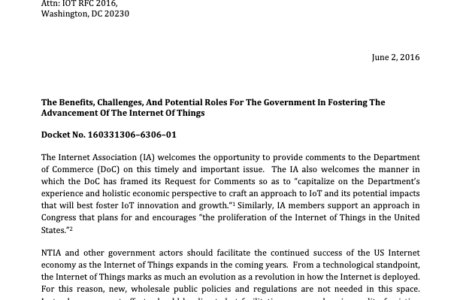 Attn: IOT RFC 2016,
Washington, DC 20230
June 2, 2016
The Benefits, Challenges, And Potential Roles For The Government In Fostering The
Advancement Of The Internet Of Things
Docket No. 160331306–6306–01
The Internet Association (IA) welcomes the opportunity to provide comments to the Department
of Commerce (DoC) on this timely and important issue. The IA also welcomes the manner in
which the DoC has framed its Request for Comments so as to “capitalize on the Department’s
experience and holistic economic perspective to craft an approach to IoT and its potential impacts
that will best foster IoT innovation and growth.”1 Similarly, IA members support an approach in
Congress that plans for and encourages “the proliferation of the Internet of Things in the United
States.”2
NTIA and other government actors should facilitate the continued success of the US Internet
economy as the Internet of Things expands in the coming years. From a technological standpoint,
the Internet of Things marks as much an evolution as a revolution in how the Internet is deployed.
For this reason, new, wholesale public policies and regulations are not needed in this space.